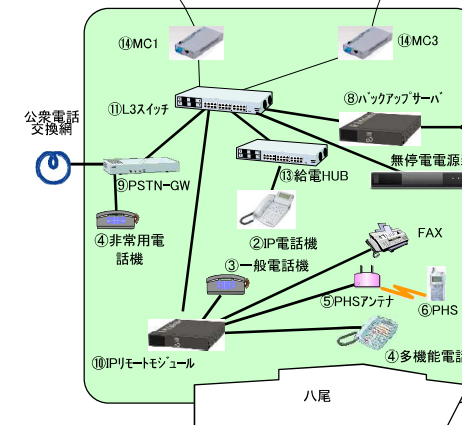 ⑭MC1
⑭MC3
⑪L3スイッチ
⑧バックアップサーバ
公衆電話
交換網
無停電電源
⑨PSTN-GW
⑬給電HUB
④非常用電
話機
②IP電話機
FAX
③一般電話機
⑤PHSアンテナ
⑥PHS
⑩IPリモートモジュール
④多機能電話
八尾